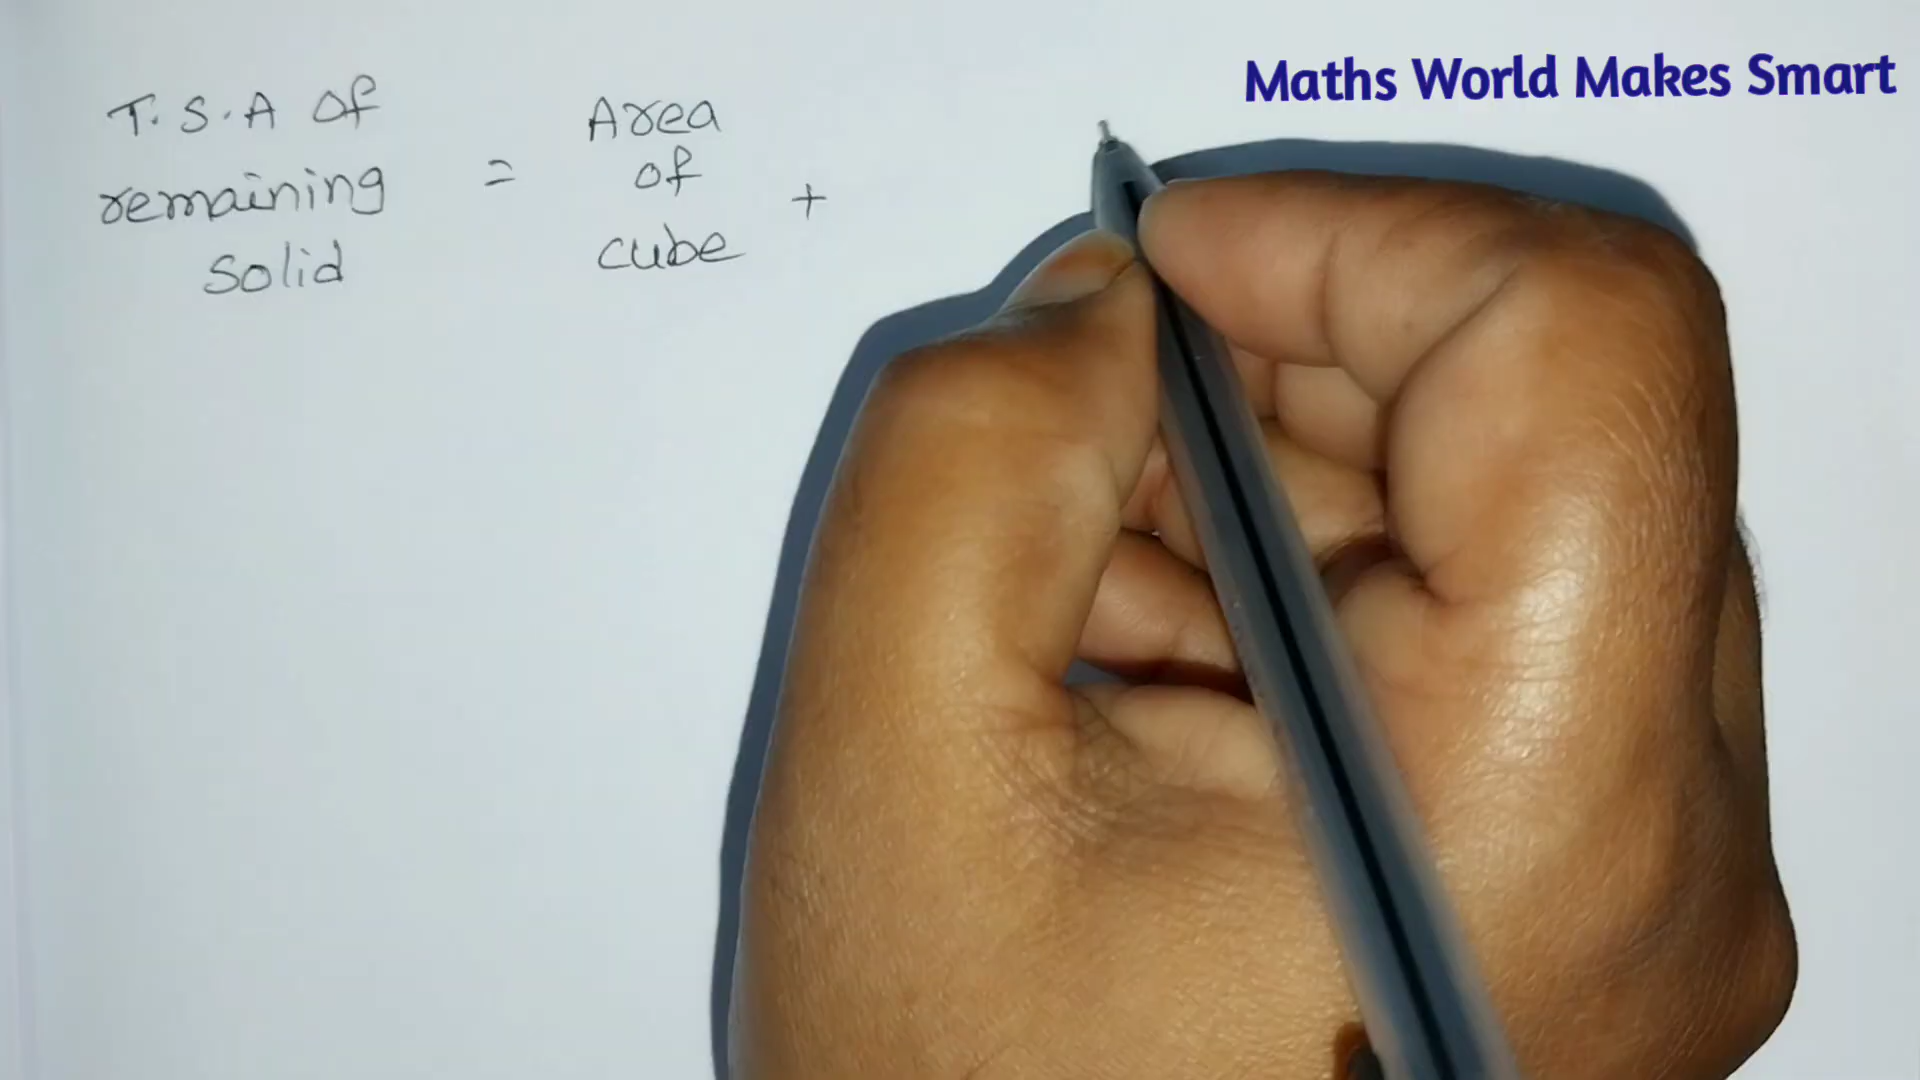 Maths World Makes Smart
T.S.A Of
remaining
Solid
=
Area
of
cube
+